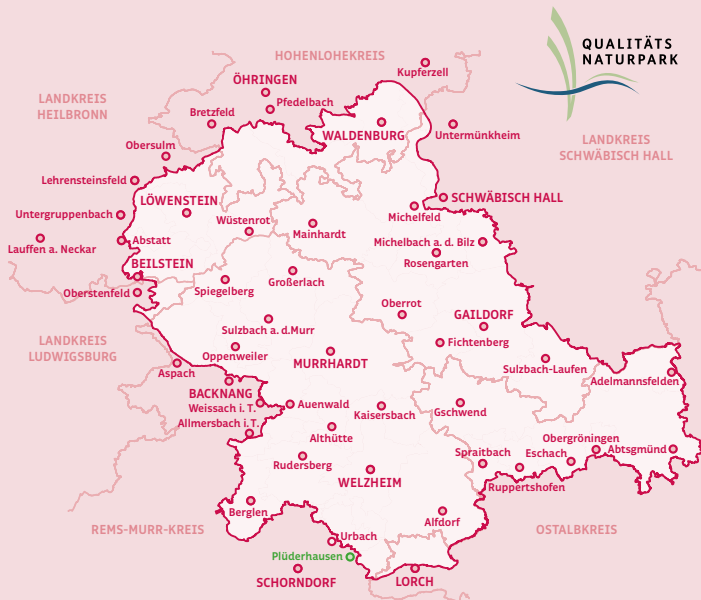 QUALITÄTS
NATURPARK
HOHENLOHEKREIS
Kupferzell
ÖHRINGEN
LANDKREIS
HEILBRONN
Pfedelbach
Bretzfeld
WALDENBURG
Untermünkheim
Obersulm
LANDKREIS
SCHWÄBISCH HALL
Lehrensteinsfeld
LÖWENSTEIN
SCHWÄBISCH HALL
Untergruppenbach
Wüstenrot
Michelfeld
Mainhardt
Abstatt
Michelbach a. d. Bilz
Lauffen a. Neckar
BEILSTEIN
Rosengarten
Großerlach
Oberstenfeld
Spiegelberg
Oberrot
GAILDORF
Sulzbach a. d.Murr
LANDKREIS
LUDWIGSBURG
Fichtenberg
Oppenweiler
MURRHARDT
Sulzbach-Laufen
Aspach
Adelmannsfelden
BACKNANG
Weissach i. T.
Auenwald
Kaisersbach
Gschwend
Allmersbach i. T.
Althütte
Obergröningen
Spraitbach
Eschach
Abtsgmünd
Rudersberg
WELZHEIM
Ruppertshofen
Berglen
Alfdorf
REMS-MURR-KREIS
OSTALBKREIS
Urbach
Plüderhausen
SCHORNDORF
LORCH